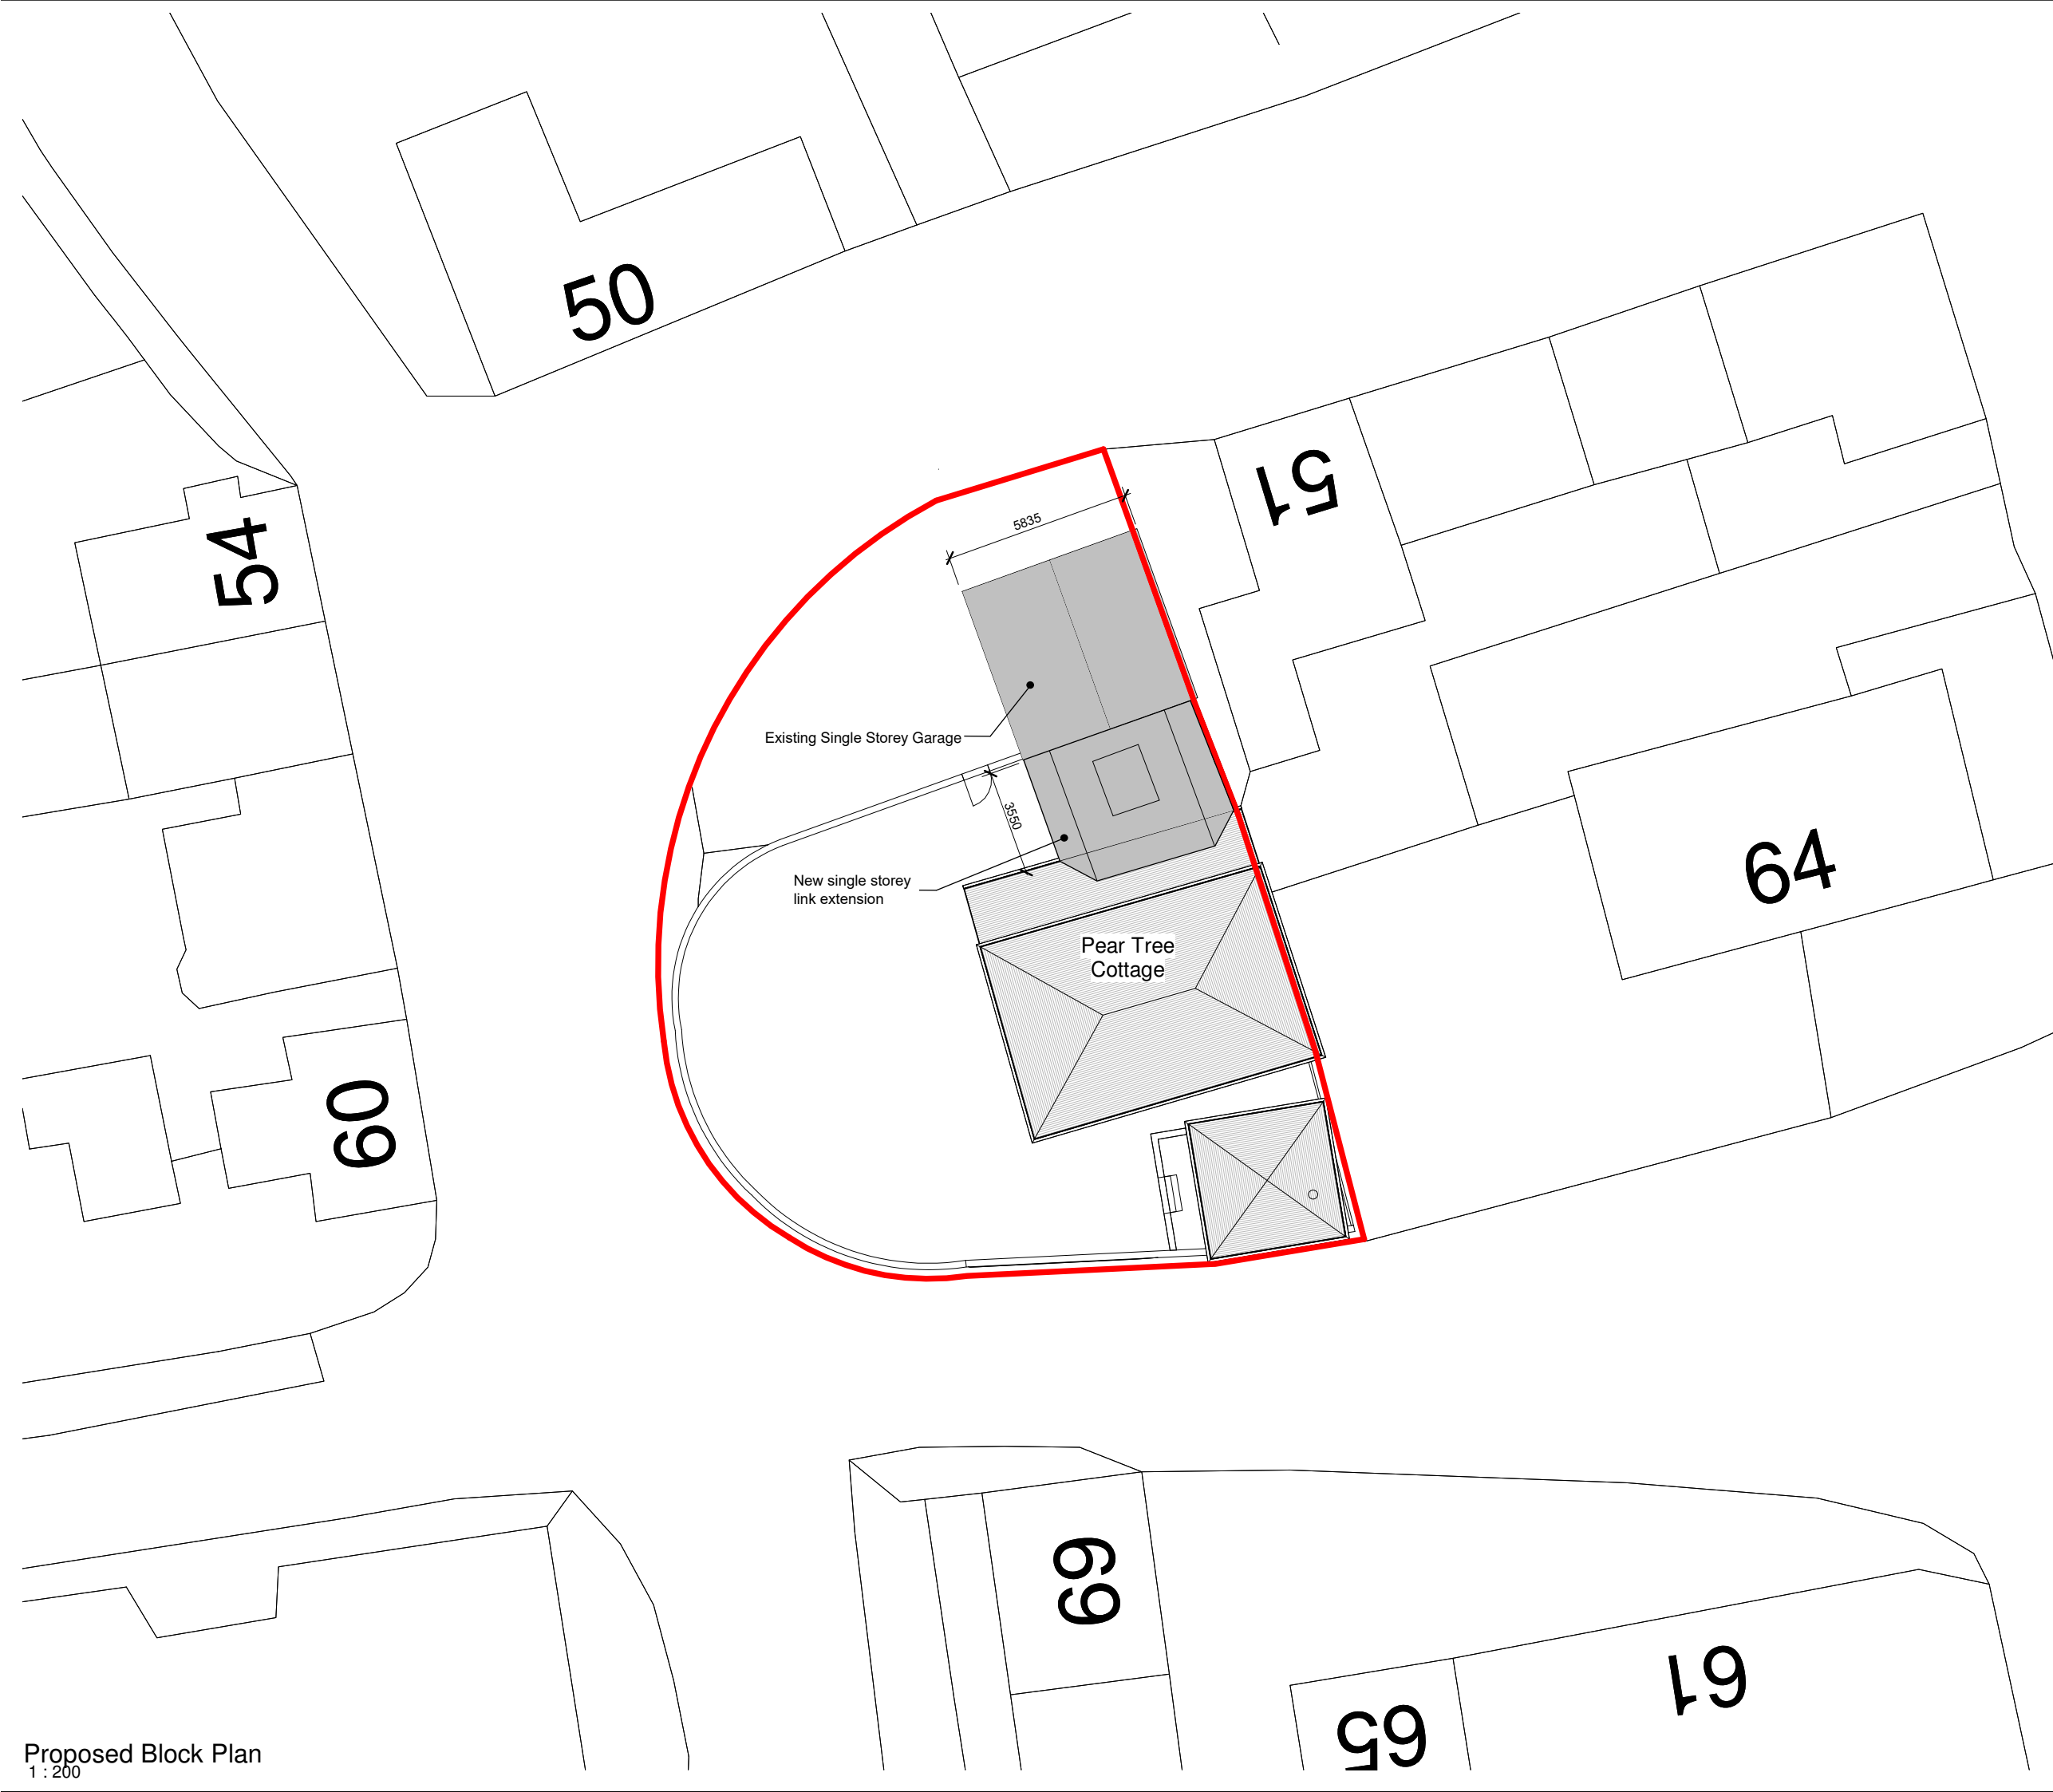 50
51
5835
54
Existing Single Storey Garage
3550
New single storey
link extension
64
Pear Tree
Cottage
60
69
61
65
Proposed Block Plan
1 : 200